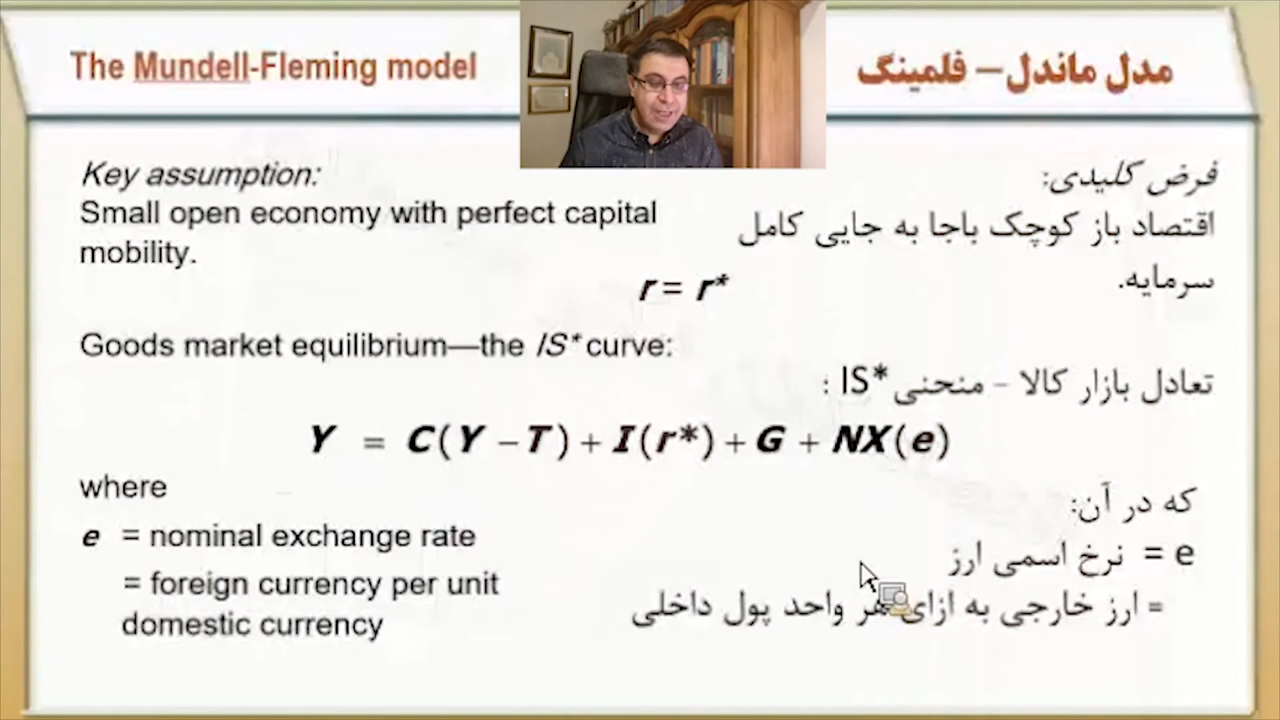 The Mundell-Fleming model
مدل ماندل– فلمینگ
Key assumption:
فرض کلیدی:
Small open economy with perfect capital
mobility.
اقتصاد باز کوچک باجا به جایی کامل
سرمایه.
r = r*
Goods market equilibrium—the IS* curve:
تعادل بازار کالا - منحنی IS* :
Y = C(Y − T) + I(r*) + G + NX(e)
where
که در آن:
e = nominal exchange rate
e = نرخ اسمی ارز
= foreign currency per unit
domestic currency
= ارز خارجی به ازای هر واحد پول داخلی